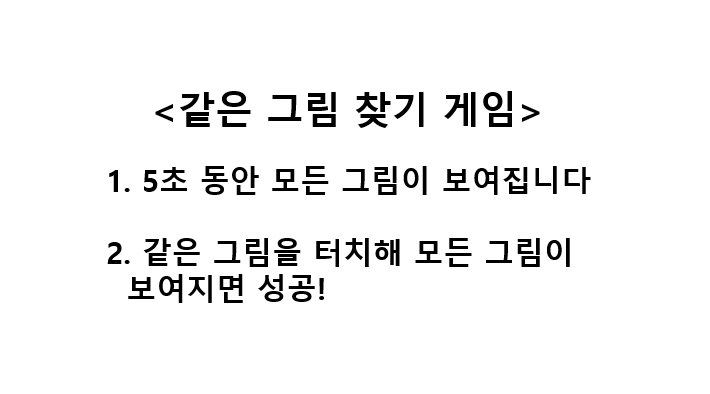 <같은 그림 찾기 게임>
1. 5초 동안 모든 그림이 보여집니다
2. 같은 그림을 터치해 모든 그림이
보여지면 성공!